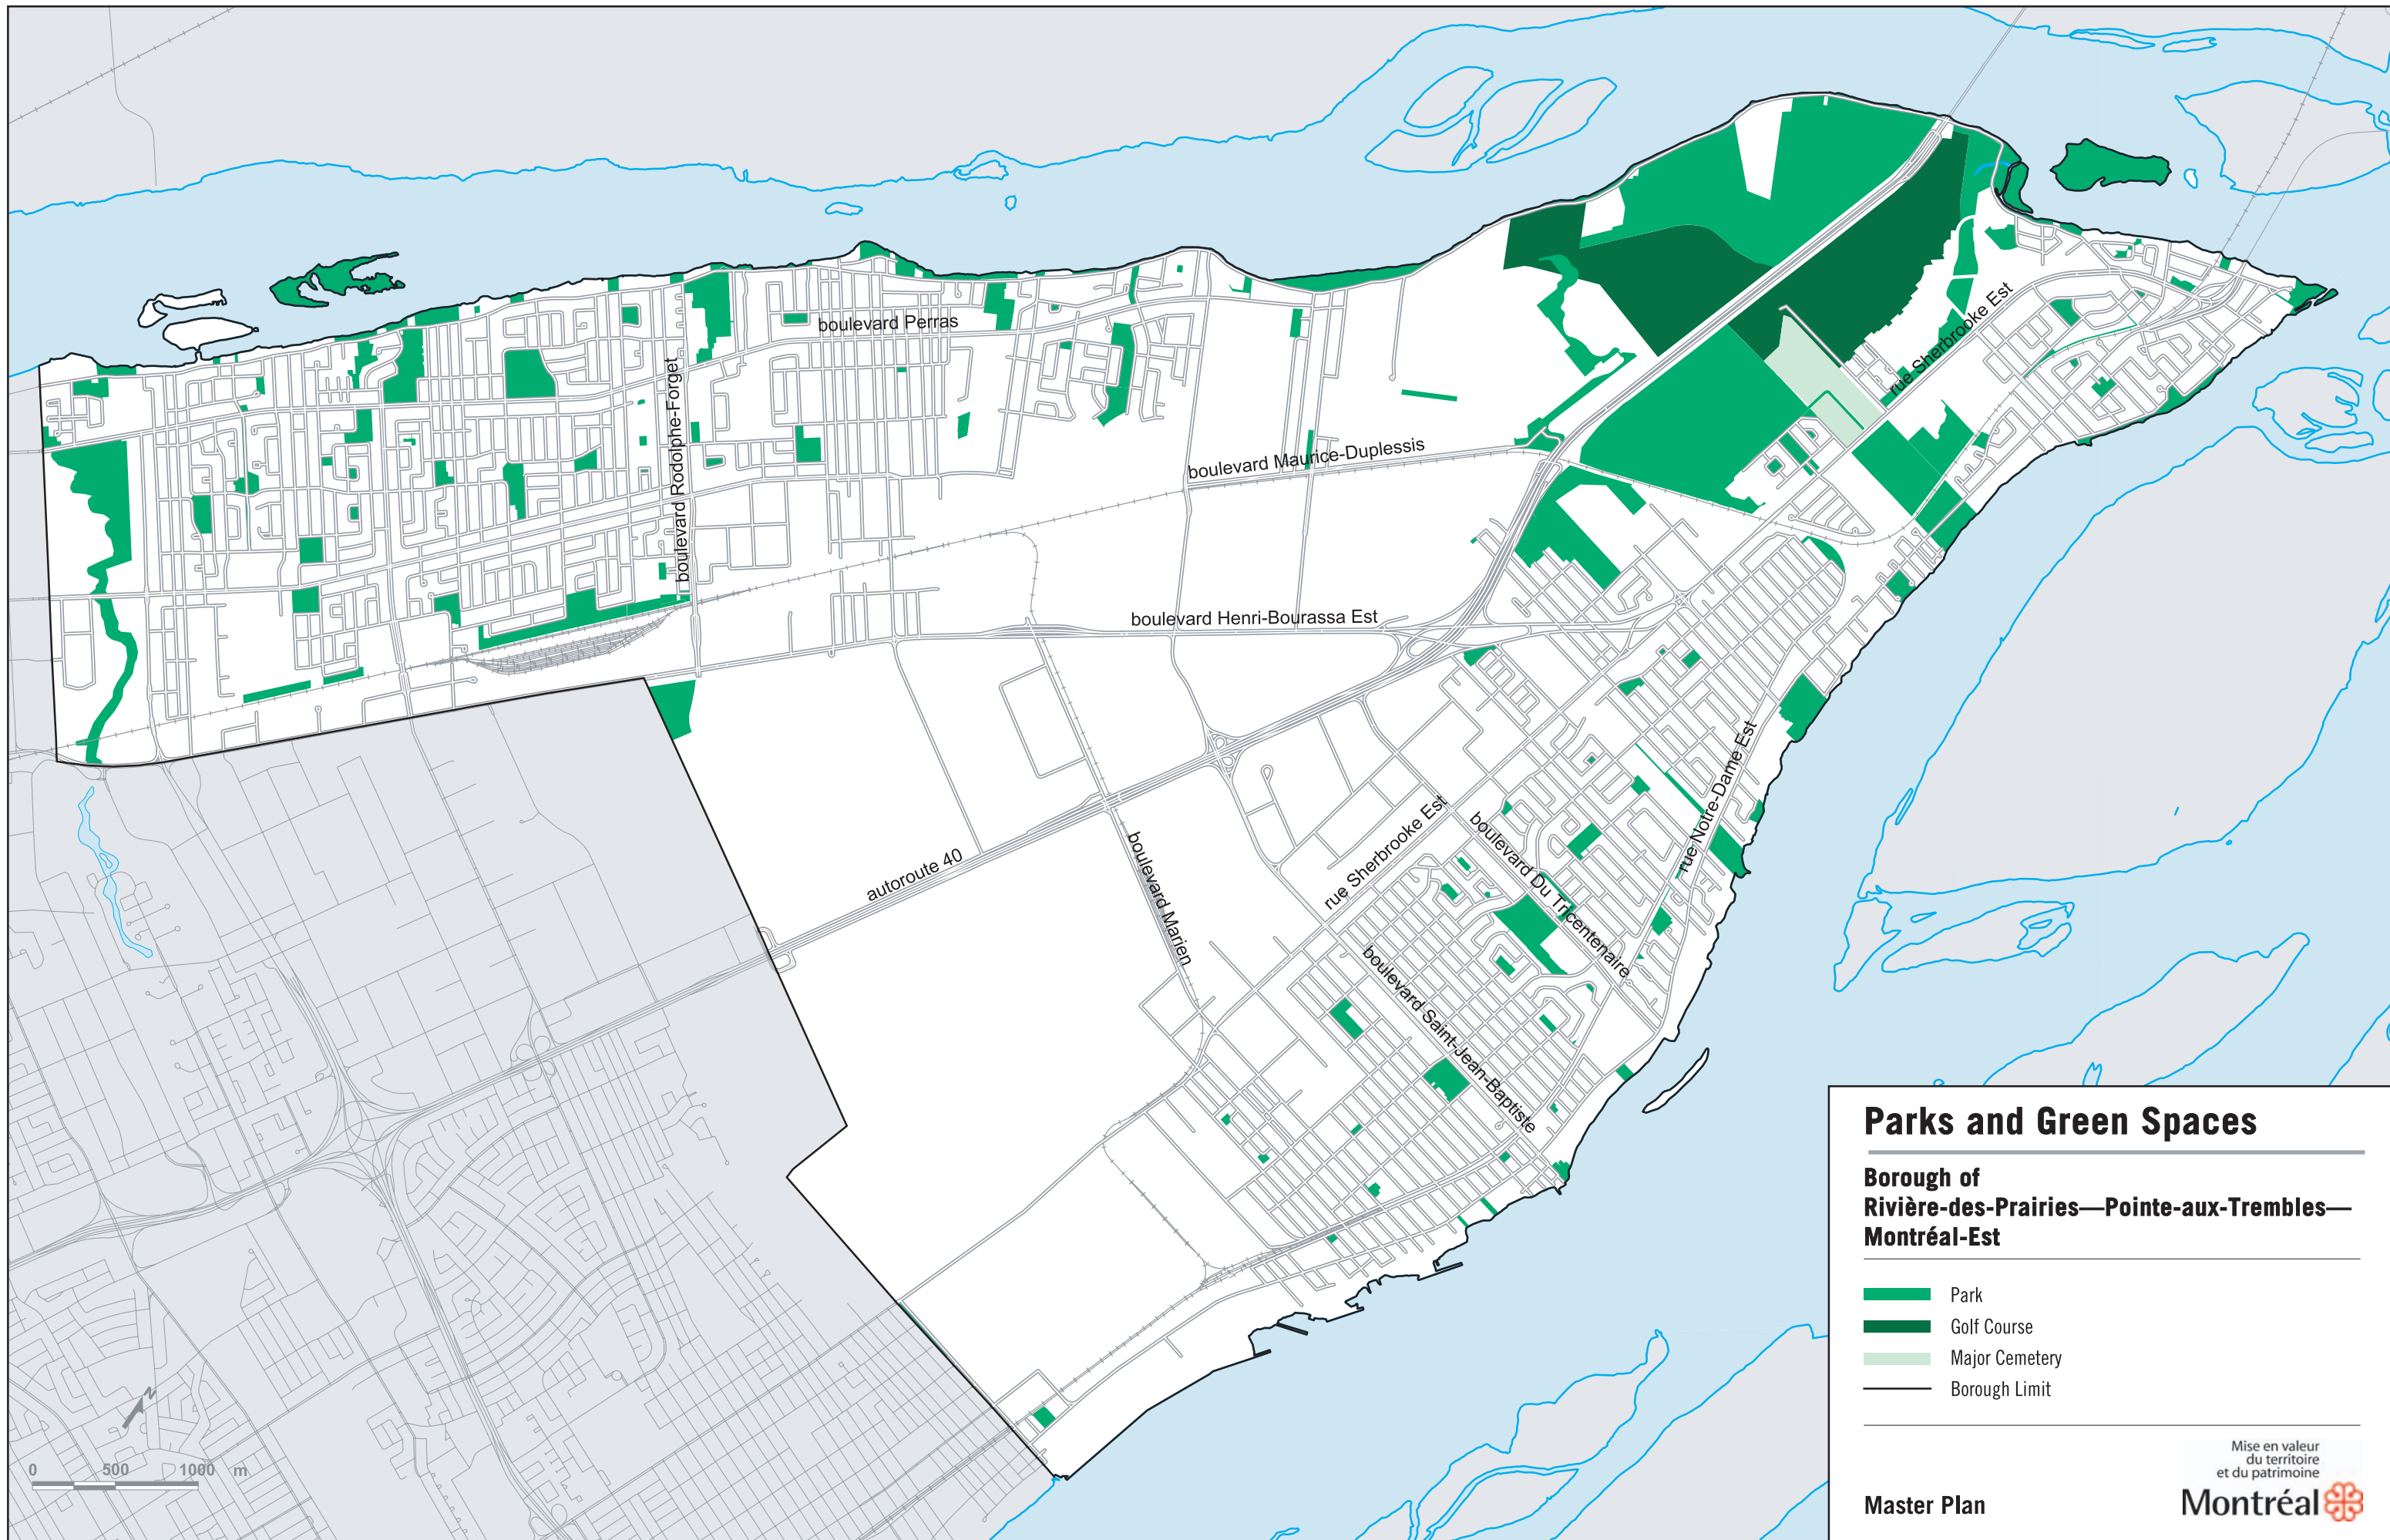 boulevard Perras
boulevard Rodolphe-Forget
rue Sherbrooke Est
boulevard Maurice-Duplessis
boulevard Henri-Bourassa Est
rue Notre-Dame Est
autoroute 40
boulevard Marien
rue Sherbrooke Est
boulevard Du Tricentenaire
boulevard Saint-Jean-Baptiste
N
0 500 1000 m
Parks and Green Spaces
Borough of
Rivière-des-Prairies—Pointe-aux-Trembles—
Montréal-Est
Park
Golf Course
Major Cemetery
Borough Limit
Mise en valeur
du territoire
et du patrimoine
Master Plan
Montréal